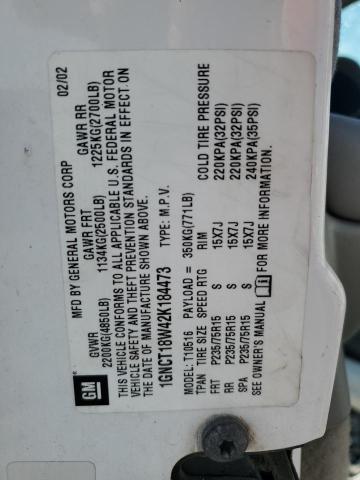 GM
MFD BY GENERAL MOTORS CORP 02/02
GVWR GAWR FRT GAWR RR
2200KG(4850LB) 1134KG(2500LB) 1225KG(2700LB)
THIS VEHICLE CONFORMS TO ALL APPLICABLE U.S. FEDERAL MOTOR
VEHICLE SAFETY AND THEFT PREVENTION STANDARDS IN EFFECT ON
THE DATE OF MANUFACTURE SHOWN ABOVE.
1GNCT18W42K184473 TYPE: M.P.V.
MODEL: T10516 PAYLOAD = 350KG(771LB)
TPAN TIRE SIZE SPEED RTG RIM COLD TIRE PRESSURE
FRT P235/75R15 S 15X7J 220KPA(32PSI)
RR P235/75R15 S 15X7J 220KPA(32PSI)
SPA P235/75R15 S 15X7J 240KPA(35PSI)
SEE OWNER'S MANUAL FOR MORE INFORMATION.